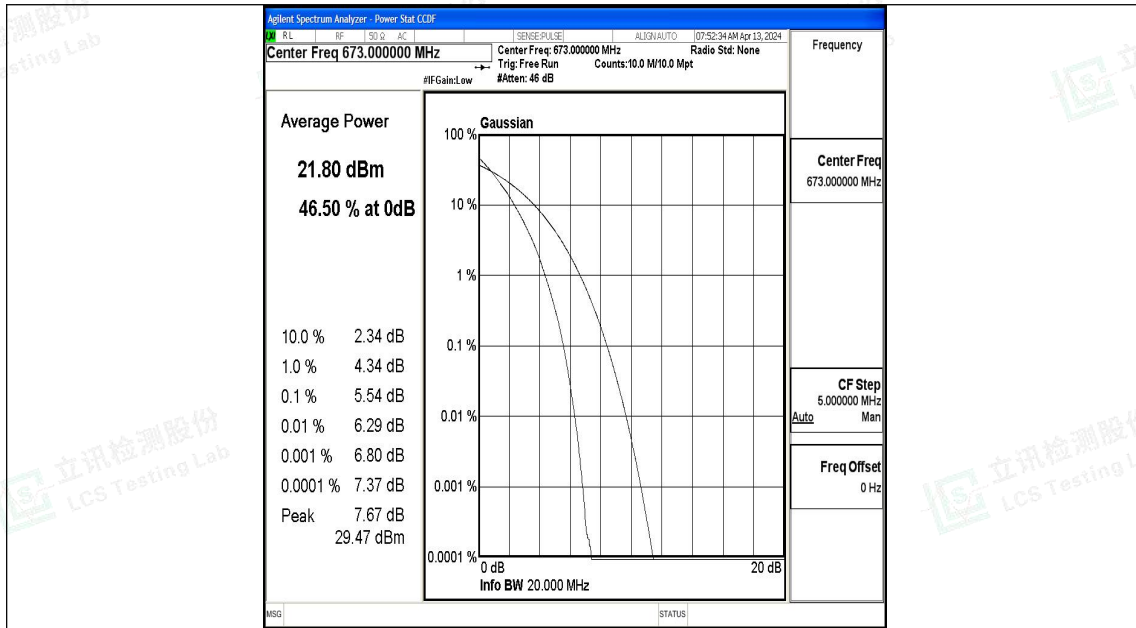 Agilent Spectrum Analyzer - Power Stat CCDF
RL RF 50 Ω AC SENSE:PULSE ALIGN AUTO 07:52:34 AM Apr 13, 2024
Center Freq 673.000000 MHz
Center Freq: 673.000000 MHz Radio Std: None
Trig: Free Run Counts:10.0 M/10.0 Mpt
#IFGain:Low #Atten: 46 dB
Average Power
21.80 dBm
46.50 % at 0dB
10.0 % 2.34 dB
1.0 % 4.34 dB
0.1 % 5.54 dB
0.01 % 6.29 dB
0.001 % 6.80 dB
0.0001 % 7.37 dB
Peak 7.67 dB
29.47 dBm
Gaussian
100 %
10 %
1 %
0.1 %
0.01 %
0.001 %
0.0001 %
0 dB 20 dB
Info BW 20.000 MHz
Frequency
Center Freq
673.000000 MHz
CF Step
5.000000 MHz
Auto Man
Freq Offset
0 Hz
MSG STATUS
立讯检测股份
LCS Testing Lab
立讯检测股份
LCS Testing L